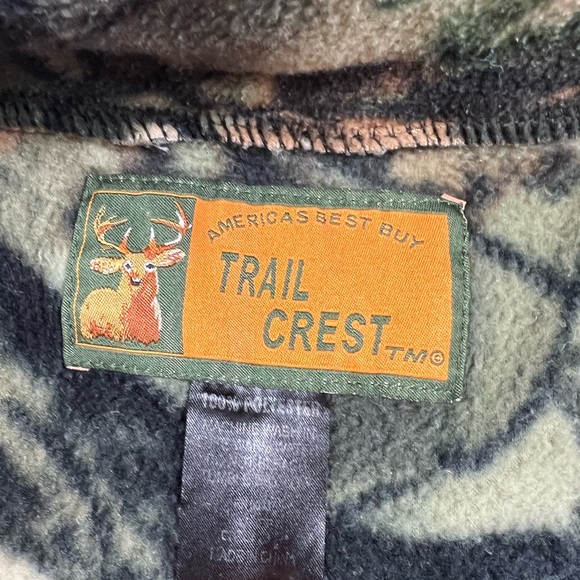 AMERICAS BEST BUY
TRAIL
CREST TM©
100% POLYESTER
MADE IN CHINA